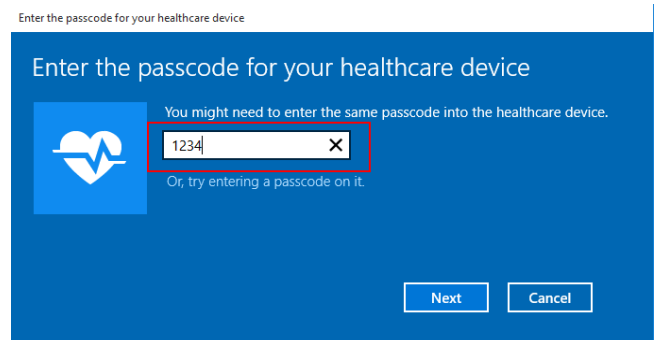 Enter the passcode for your healthcare device
Enter the passcode for your healthcare device
You might need to enter the same passcode into the healthcare device.
1234
Or, try entering a passcode on it.
Next Cancel